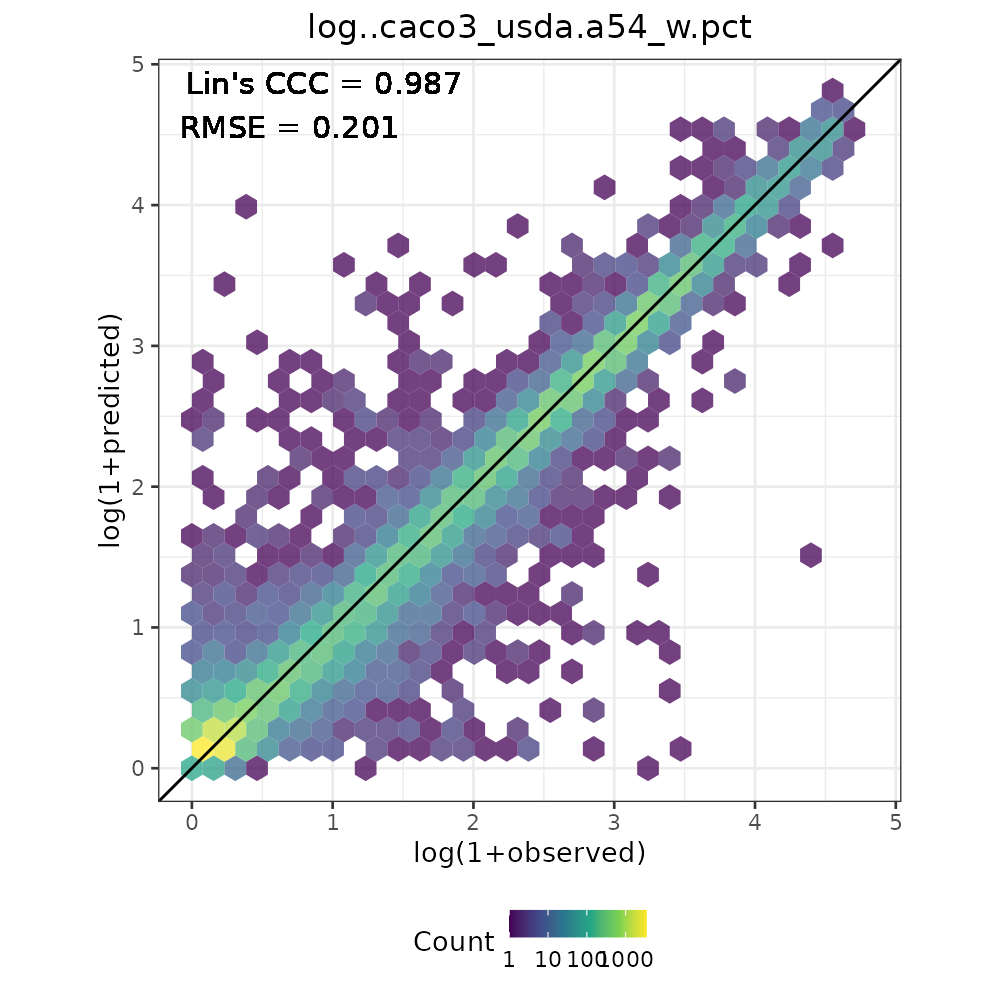 log..caco3_usda.a54_w.pct
Lin's CCC = 0.987
RMSE = 0.201
5
4
3
2
1
0
log(1+predicted)
0 1 2 3 4 5
log(1+observed)
Count
1 10 100 1000